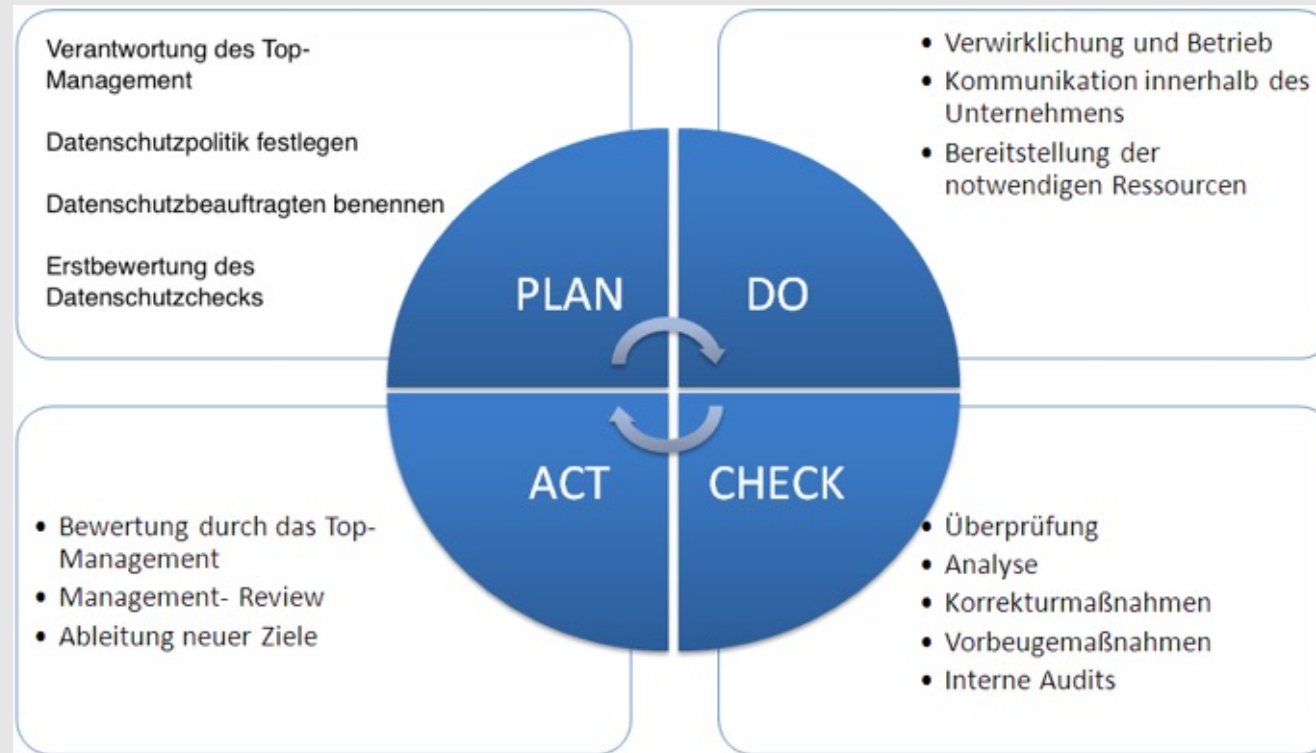 Verantwortung des Top-
Management
Datenschutzpolitik festlegen
Datenschutzbeauftragten benennen
Erstbewertung des
Datenschutzchecks
• Verwirklichung und Betrieb
• Kommunikation innerhalb des
Unternehmens
• Bereitstellung der
notwendigen Ressourcen
PLAN
DO
ACT
CHECK
• Bewertung durch das Top-
Management
• Management- Review
• Ableitung neuer Ziele
• Überprüfung
• Analyse
• Korrekturmaßnahmen
• Vorbeugemaßnahmen
• Interne Audits